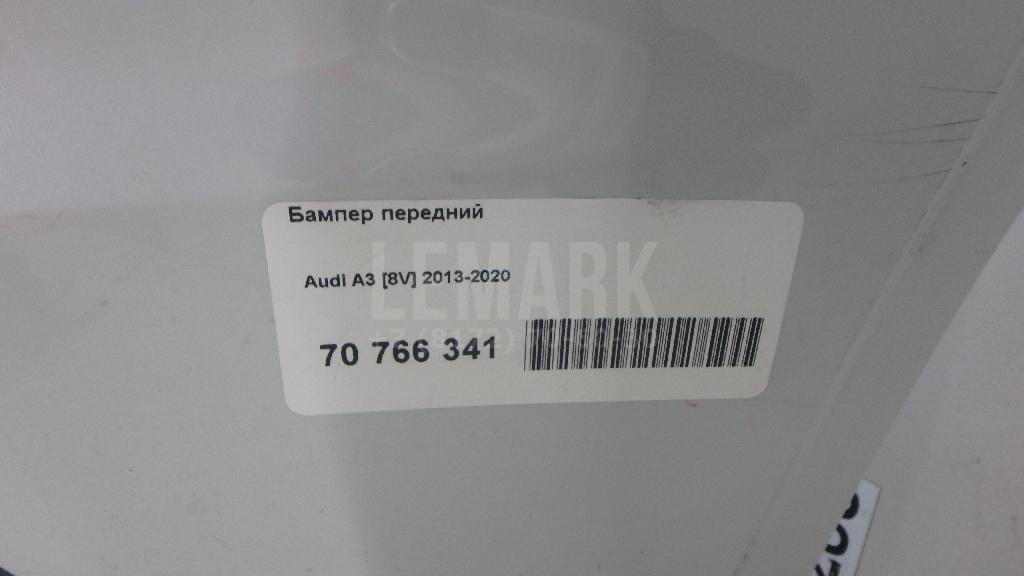 Бампер передний
LEMARK
Audi A3 [8V] 2013-2020
70 766 341